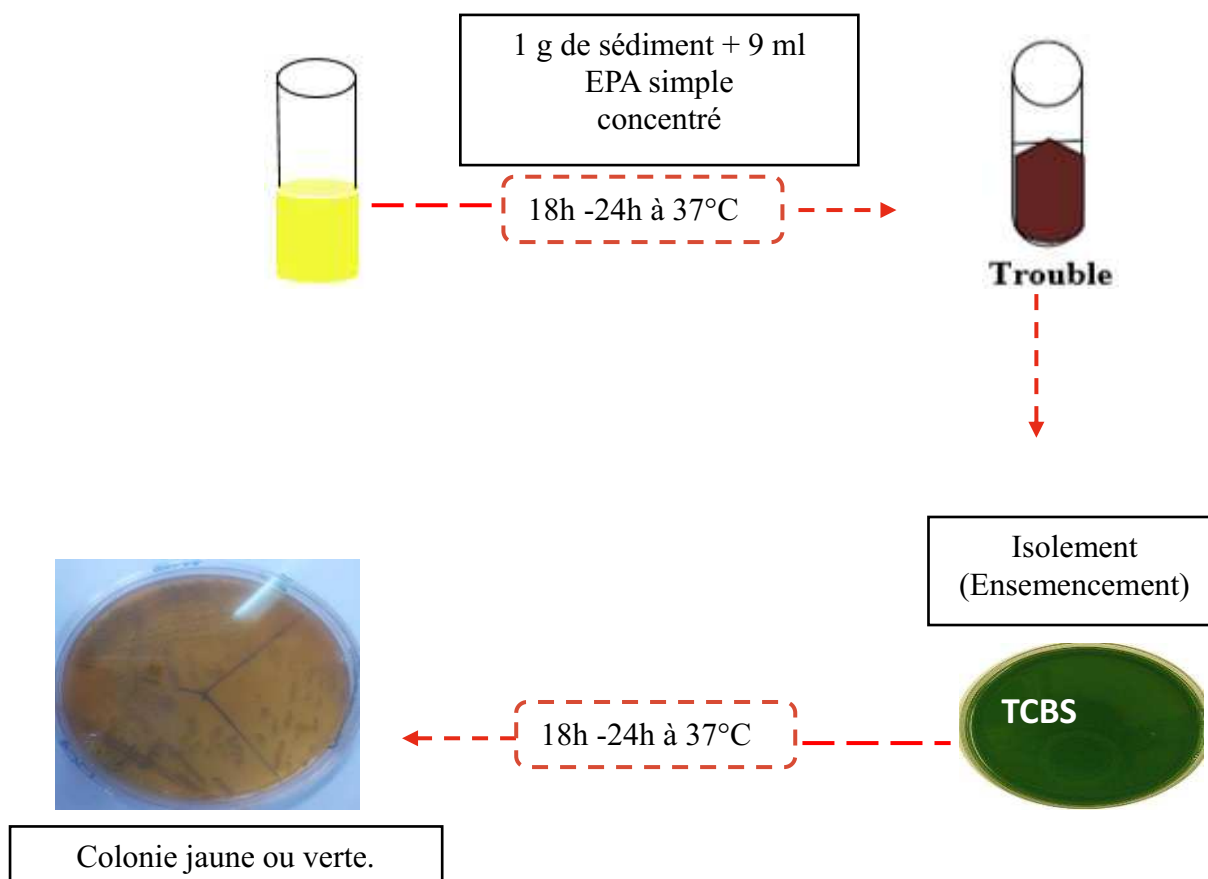 1 g de sédiment + 9 ml
EPA simple
concentré
18h -24h à 37°C
Trouble
Isolement
(Ensemencement)
TCBS
18h -24h à 37°C
Colonie jaune ou verte.